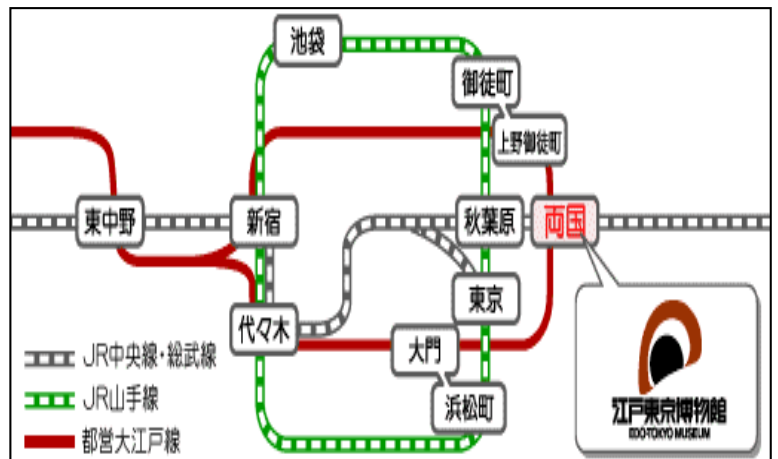 池袋
御徒町
上野御徒町
東中野
新宿
秋葉原
両国
東京
代々木
大門
浜松町
JR中央線・総武線
JR山手線
都営大江戸線
江戸東京博物館
EDO-TOKYO MUSEUM